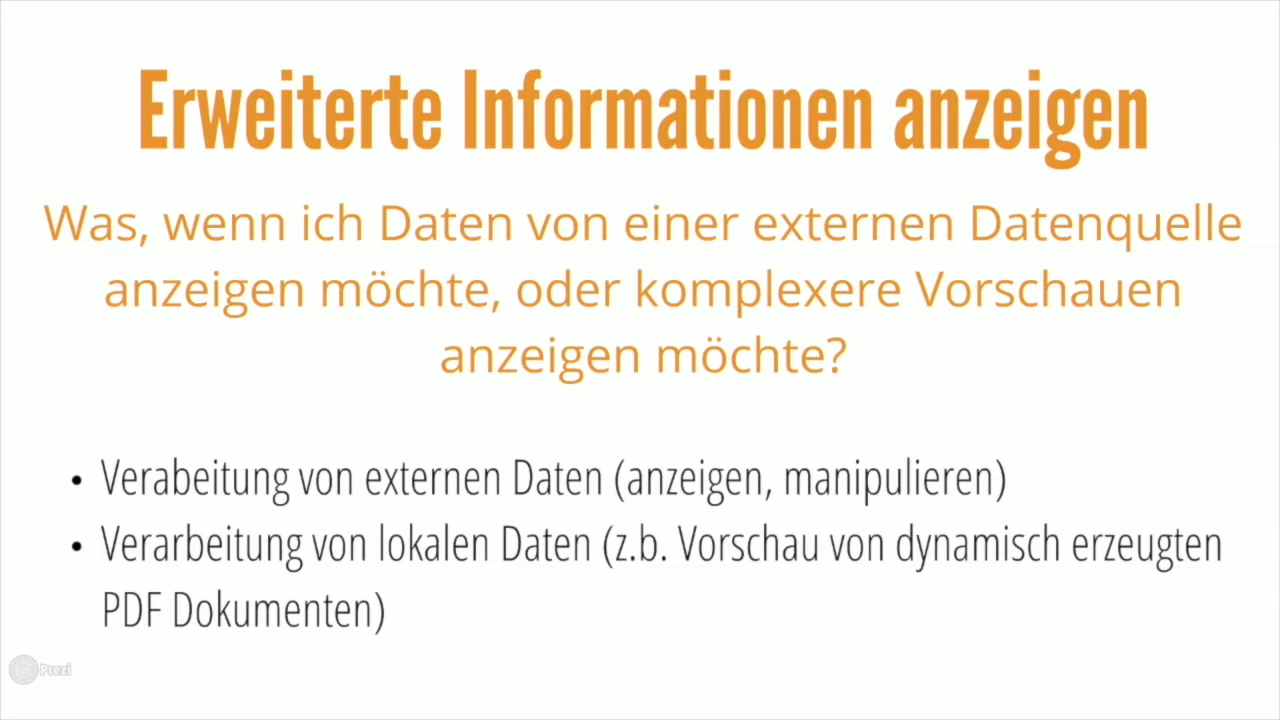 Erweiterte Informationen anzeigen
Was, wenn ich Daten von einer externen Datenquelle
anzeigen möchte, oder komplexere Vorschauen
anzeigen möchte?
• Verabeitung von externen Daten (anzeigen, manipulieren)
• Verarbeitung von lokalen Daten (z.b. Vorschau von dynamisch erzeugten
PDF Dokumenten)
Prezi